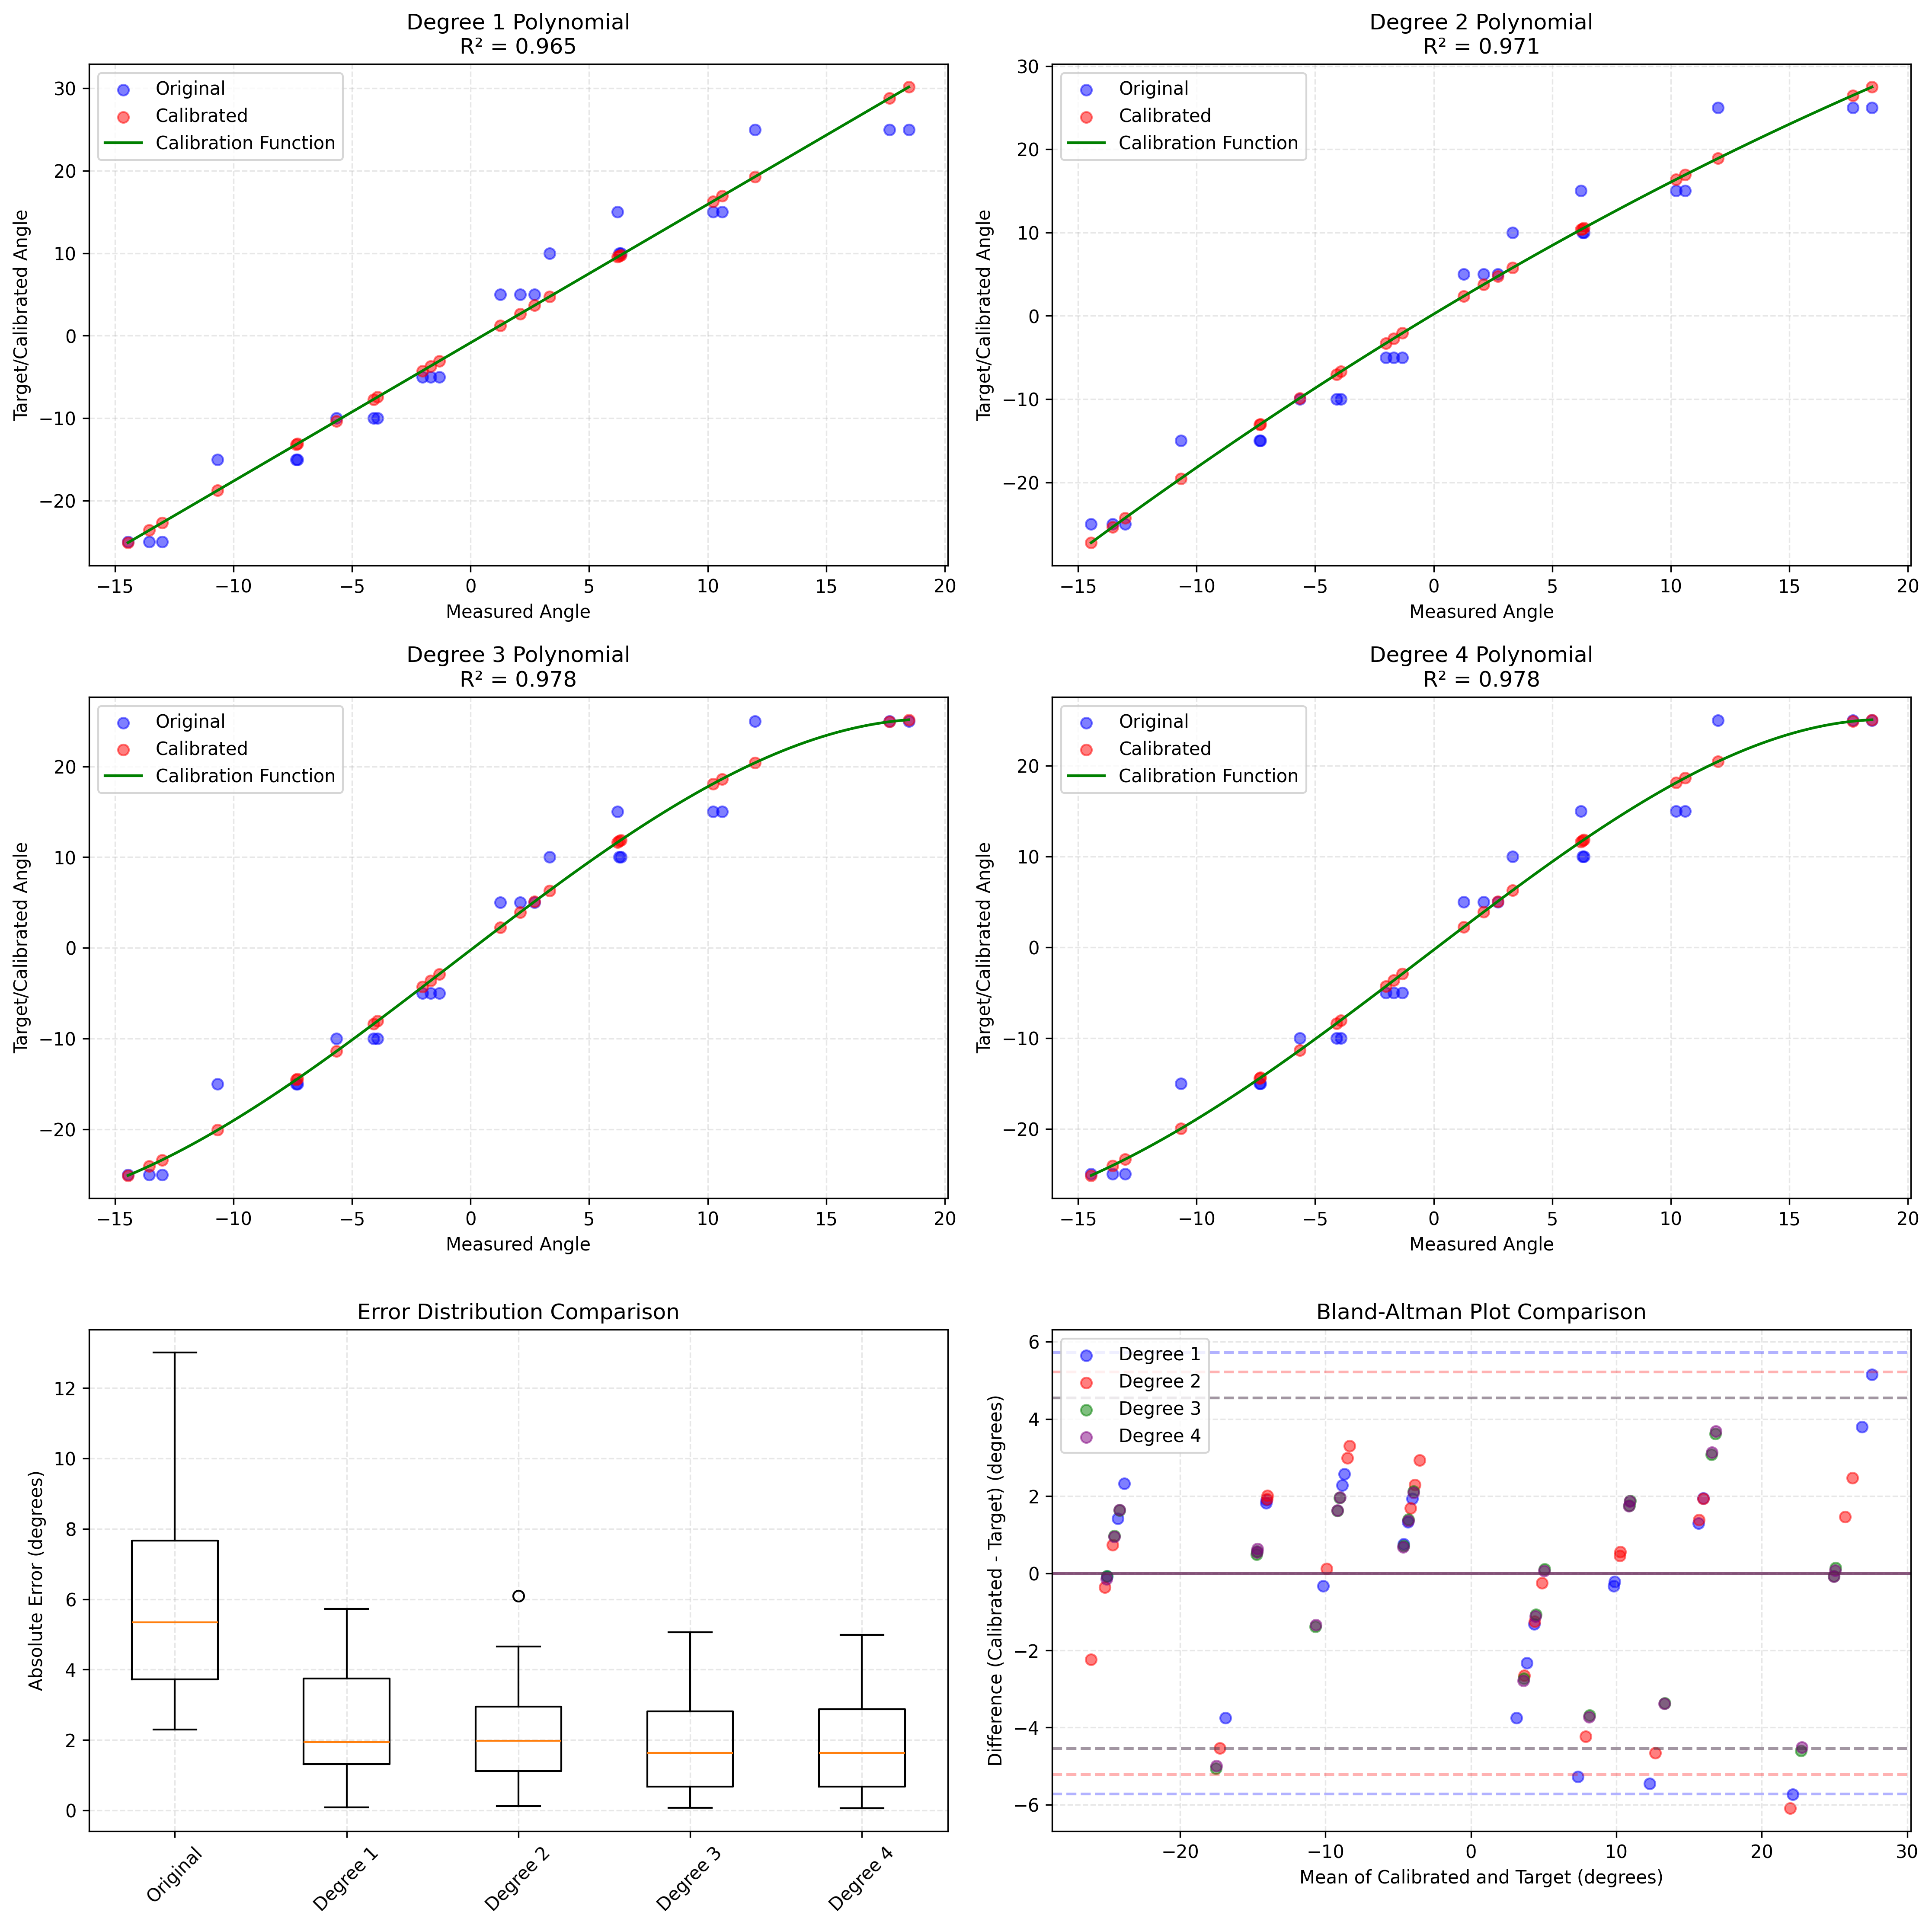 Degree 1 Polynomial
R² = 0.965
Original
Calibrated
Calibration Function
30
20
10
0
−10
−20
Target/Calibrated Angle
−15 −10 −5 0 5 10 15 20
Measured Angle
Degree 2 Polynomial
R² = 0.971
Original
Calibrated
Calibration Function
30
20
10
0
−10
−20
Target/Calibrated Angle
−15 −10 −5 0 5 10 15 20
Measured Angle
Degree 3 Polynomial
R² = 0.978
Original
Calibrated
Calibration Function
20
10
0
−10
−20
Target/Calibrated Angle
−15 −10 −5 0 5 10 15 20
Measured Angle
Degree 4 Polynomial
R² = 0.978
Original
Calibrated
Calibration Function
20
10
0
−10
−20
Target/Calibrated Angle
−15 −10 −5 0 5 10 15 20
Measured Angle
Error Distribution Comparison
12
10
8
6
4
2
0
Absolute Error (degrees)
Original Degree 1 Degree 2 Degree 3 Degree 4
Bland-Altman Plot Comparison
Degree 1
Degree 2
Degree 3
Degree 4
6
4
2
0
−2
−4
−6
Difference (Calibrated - Target) (degrees)
−20 −10 0 10 20 30
Mean of Calibrated and Target (degrees)